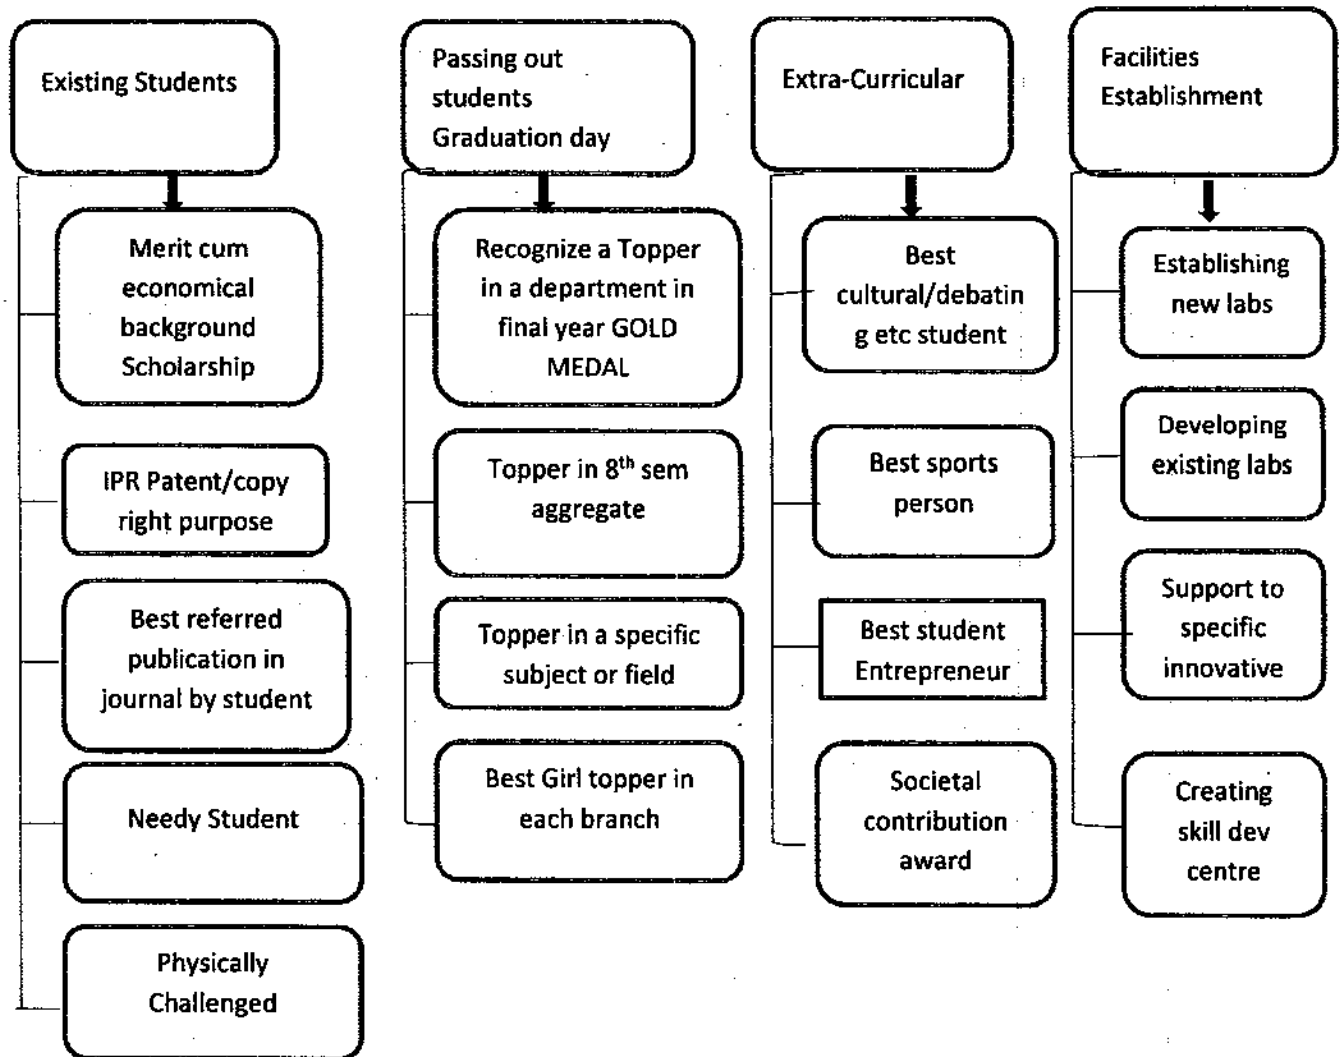 Existing Students
Merit cum
economical
background
Scholarship
IPR Patent/copy
right purpose
Best referred
publication in
journal by student
Needy Student
Physically
Challenged
Passing out
students
Graduation day
Recognize a Topper
in a department in
final year GOLD
MEDAL
Topper in 8th sem
aggregate
Topper in a specific
subject or field
Best Girl topper in
each branch
Extra-Curricular
Best
cultural/debatin
g etc student
Best sports
person
Best student
Entrepreneur
Societal
contribution
award
Facilities
Establishment
Establishing
new labs
Developing
existing labs
Support to
specific
innovative
Creating
skill dev
centre